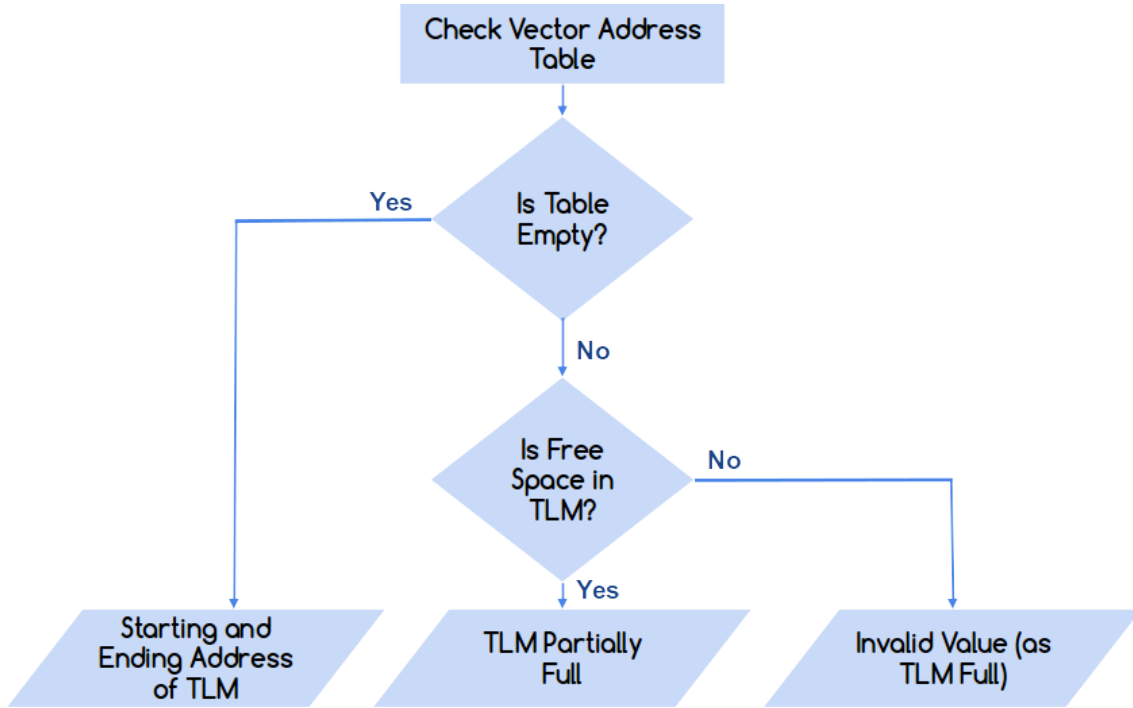 Check Vector Address
Table
Yes
Is Table
Empty?
No
Is Free
Space in
TLM?
No
Yes
Starting and
Ending Address
of TLM
TLM Partially
Full
Invalid Value (as
TLM Full)